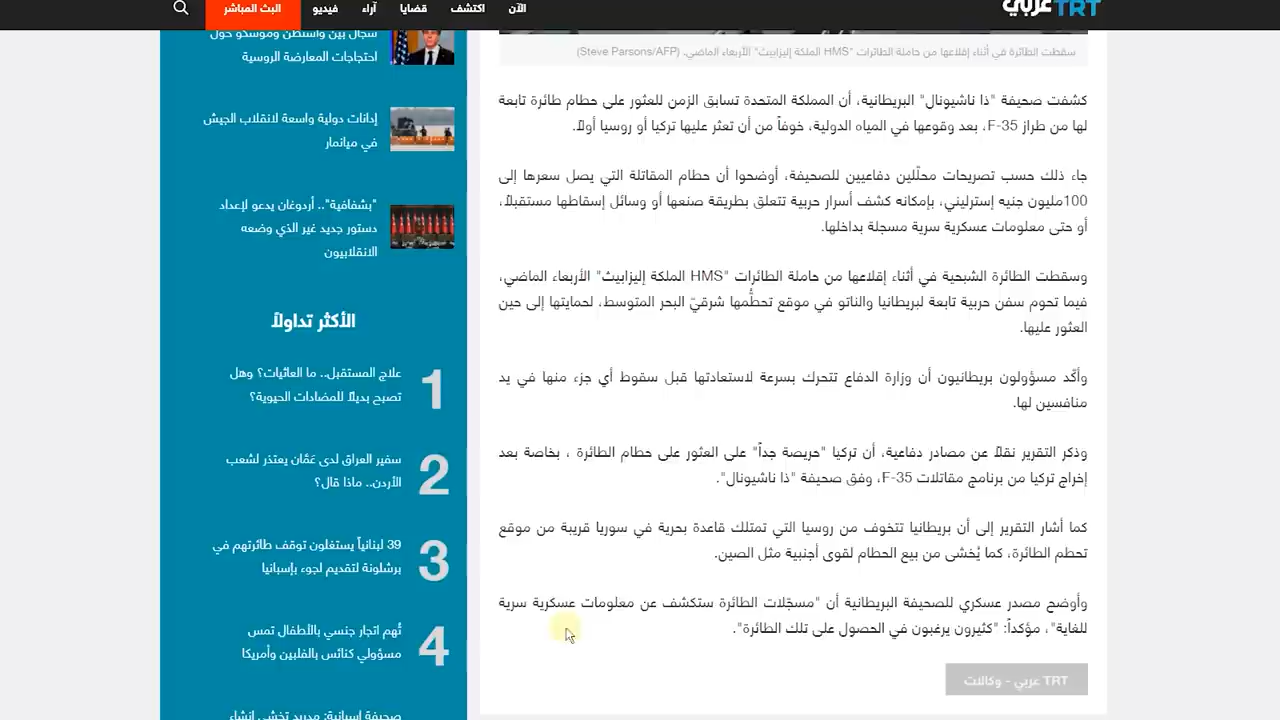 TRT عربي
الآن
اكتشف
قضايا
آراء
فيديو
البث المباشر
سقطت الطائرة في أثناء إقلاعها من حاملة الطائرات "HMS الملكة إليزابيث" الأربعاء الماضي. (Steve Parsons/AFP)
كشفت صحيفة "ذا ناشيونال" البريطانية، أن المملكة المتحدة تسابق الزمن للعثور على حطام طائرة تابعة
لها من طراز F-35، بعد وقوعها في المياه الدولية، خوفاً من أن تعثر عليها تركيا أو روسيا أولاً.
جاء ذلك حسب تصريحات محلّلين دفاعيين للصحيفة، أوضحوا أن حطام المقاتلة التي يصل سعرها إلى
100مليون جنيه إسترليني، بإمكانه كشف أسرار حربية تتعلق بطريقة صنعها أو وسائل إسقاطها مستقبلاً،
أو حتى معلومات عسكرية سرية مسجلة بداخلها.
وسقطت الطائرة الشبحية في أثناء إقلاعها من حاملة الطائرات "HMS الملكة إليزابيث" الأربعاء الماضي،
فيما تحوم سفن حربية تابعة لبريطانيا والناتو في موقع تحطُّمها شرقيّ البحر المتوسط، لحمايتها إلى حين
العثور عليها.
وأكّد مسؤولون بريطانيون أن وزارة الدفاع تتحرك بسرعة لاستعادتها قبل سقوط أي جزء منها في يد
منافسين لها.
وذكر التقرير نقلاً عن مصادر دفاعية، أن تركيا "حريصة جداً" على العثور على حطام الطائرة ، بخاصة بعد
إخراج تركيا من برنامج مقاتلات F-35، وفق صحيفة "ذا ناشيونال".
كما أشار التقرير إلى أن بريطانيا تتخوف من روسيا التي تمتلك قاعدة بحرية في سوريا قريبة من موقع
تحطم الطائرة، كما يُخشى من بيع الحطام لقوى أجنبية مثل الصين.
وأوضح مصدر عسكري للصحيفة البريطانية أن "مسجّلات الطائرة ستكشف عن معلومات عسكرية سرية
للغاية"، مؤكداً: "كثيرون يرغبون في الحصول على تلك الطائرة".
TRT عربي - وكالات
سجال بين واشنطن وموسكو حول
احتجاجات المعارضة الروسية
إدانات دولية واسعة لانقلاب الجيش
في ميانمار
"بشفافية".. أردوغان يدعو لإعداد
دستور جديد غير الذي وضعه
الانقلابيون
الأكثر تداولاً
1
علاج المستقبل.. ما العاثيات؟ وهل
تصبح بديلاً للمضادات الحيوية؟
2
سفير العراق لدى عَمَّان يعتذر لشعب
الأردن.. ماذا قال؟
3
39 لبنانياً يستغلون توقف طائرتهم في
برشلونة لتقديم لجوء بإسبانيا
4
تُهم اتجار جنسي بالأطفال تمس
مسؤولي كنائس بالفلبين وأمريكا
صحيفة إسبانية: مدريد تخشى إنشاء